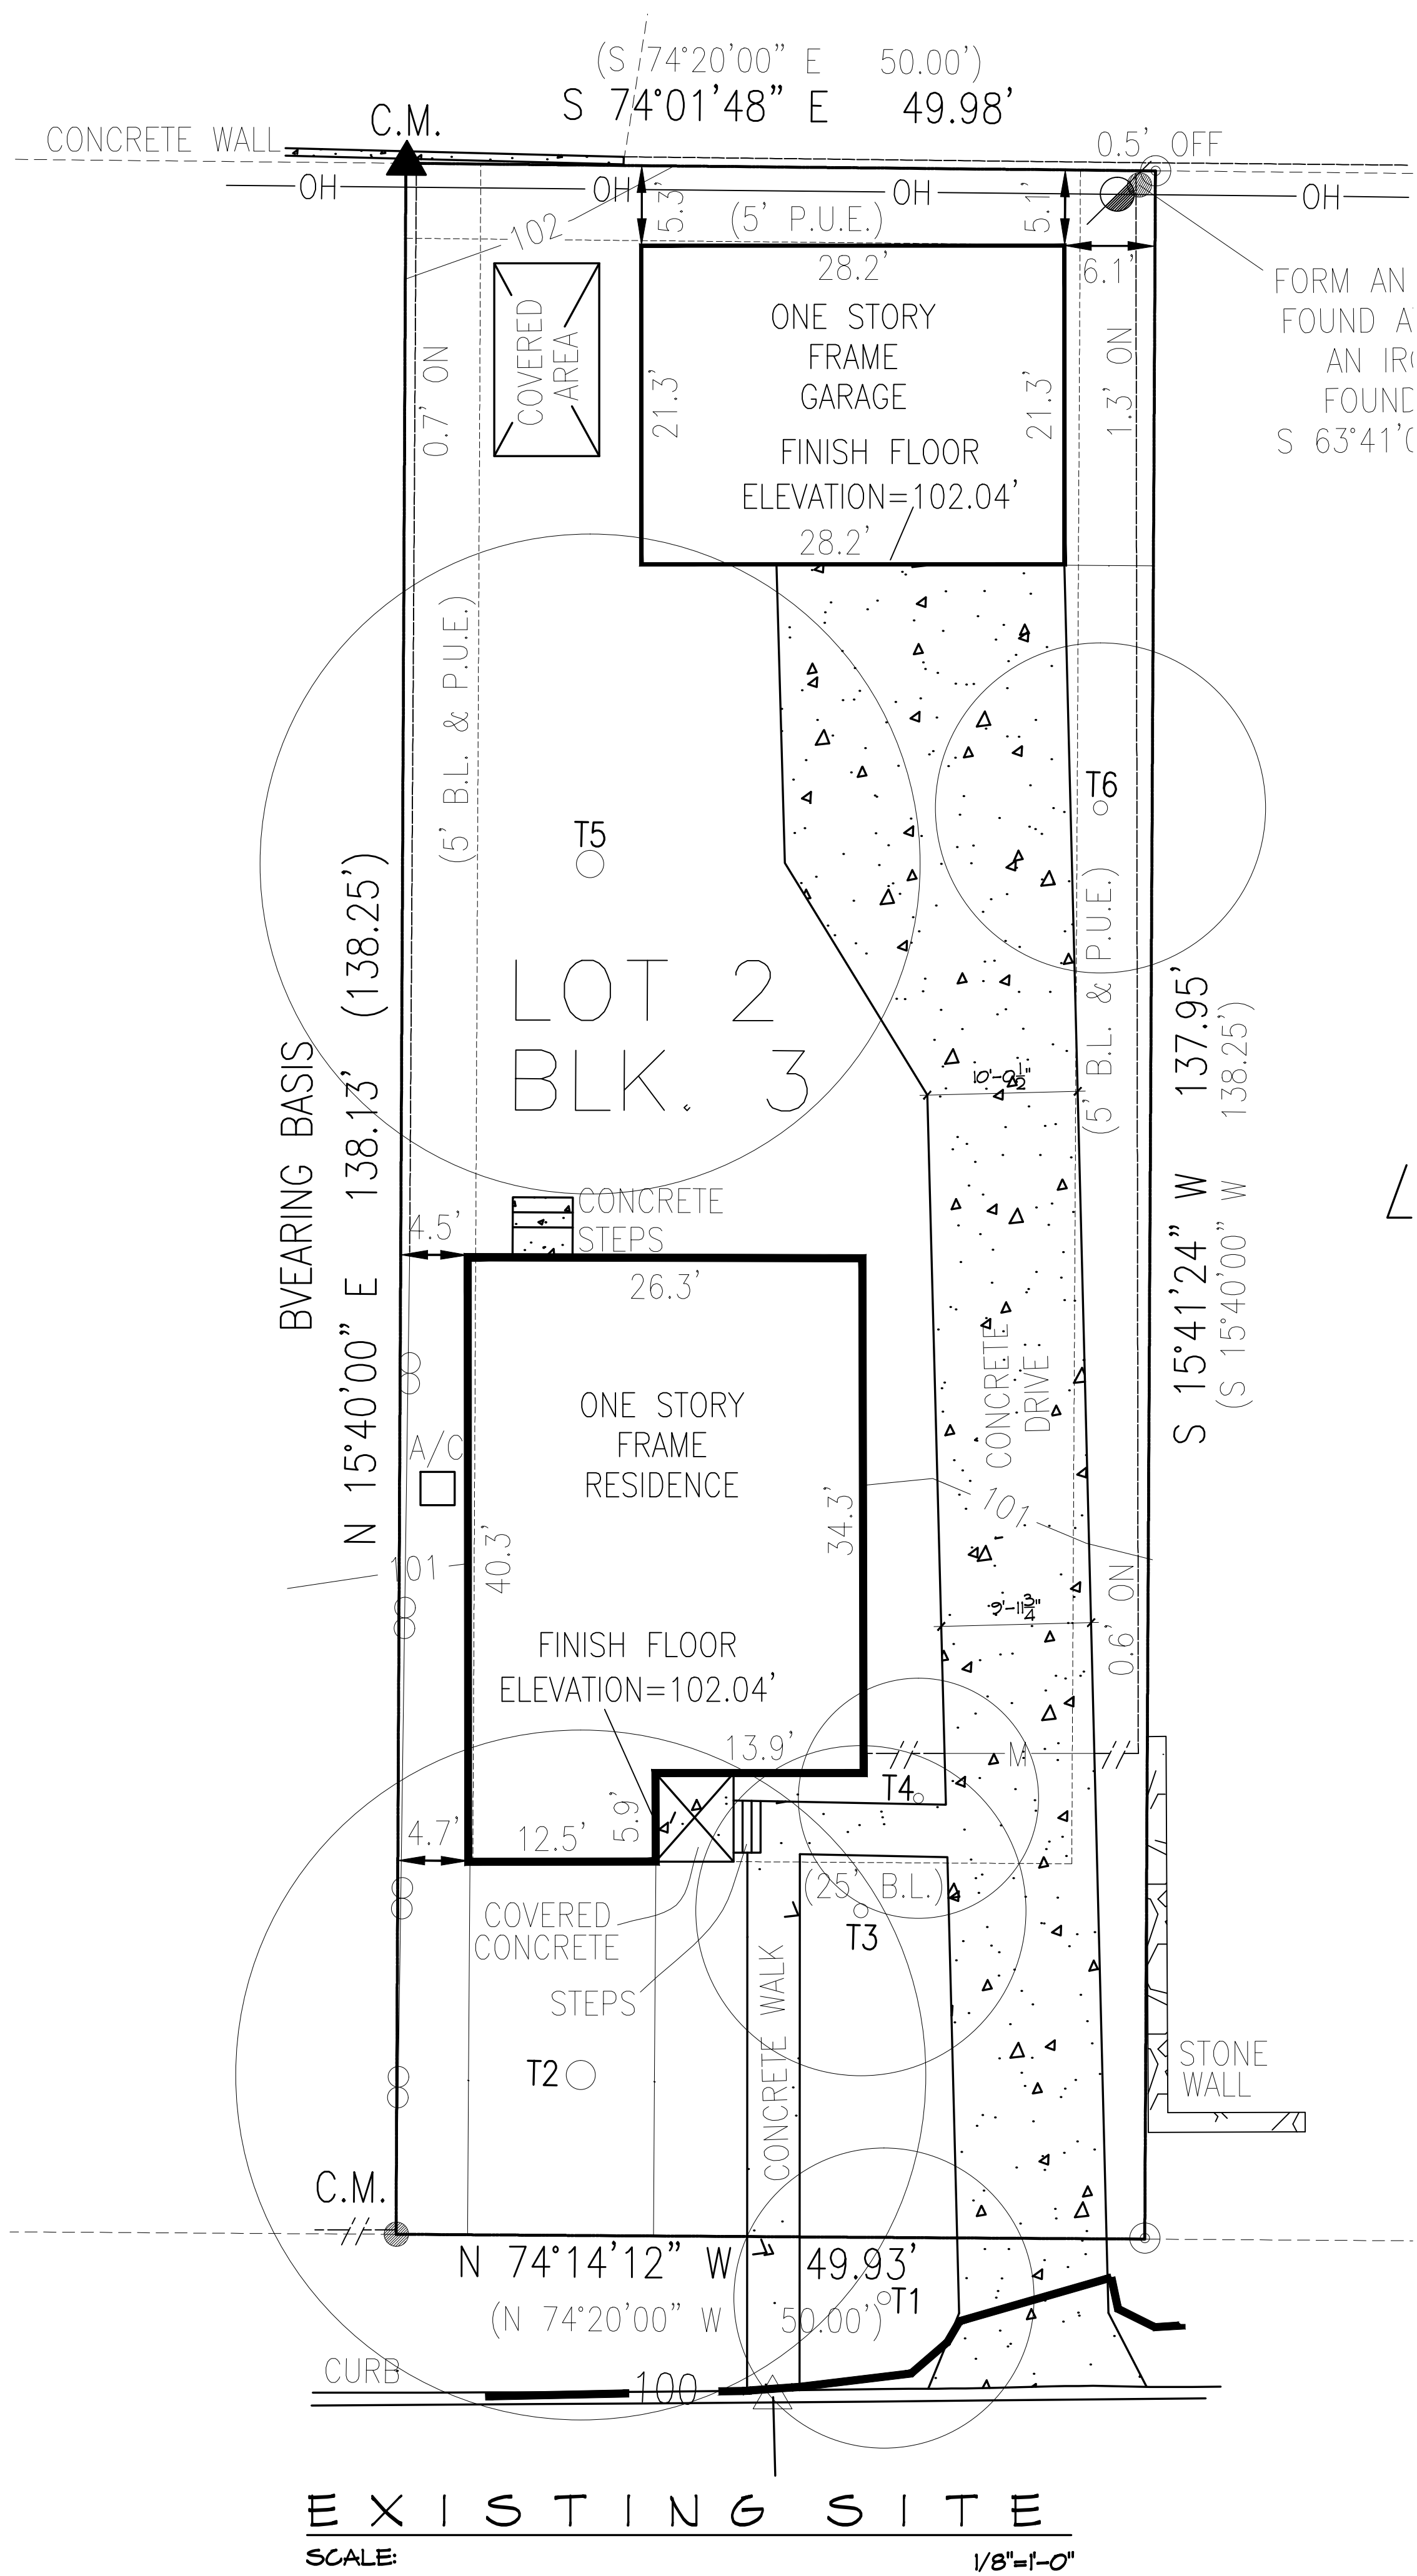 (S 74°20'00" E 50.00')
S 74°01'48" E 49.98'
C.M.
CONCRETE WALL
0.5' OFF
OH
OH
OH
OH
102
5.3'
(5' P.U.E.)
5.1'
28.2'
6.1'
COVERED
AREA
ONE STORY
FRAME
GARAGE
FINISH FLOOR
ELEVATION=102.04'
28.2'
21.3'
21.3'
0.7' ON
1.3' ON
FORM AN
FOUND
AN
FOUND
S 63°41'
(5' B.L. & P.U.E.)
T5
T6
LOT 2
BLK. 3
(5' B.L. & P.U.E.)
10'-0½"
BVEARING BASIS
N 15°40'00" E 138.13' (138.25')
S 15°41'24" W 137.95'
(S 15°40'00" W 138.25')
CONCRETE
STEPS
4.5'
26.3'
ONE STORY
FRAME
RESIDENCE
A/C
CONCRETE
DRIVE
34.3'
40.3'
101
101
9'-11¾"
0.6' ON
FINISH FLOOR
ELEVATION=102.04'
13.9'
M
T4
5.9'
4.7'
12.5'
(25' B.L.)
COVERED
CONCRETE
T3
STEPS
CONCRETE WALK
T2
STONE
WALL
C.M.
N 74°14'12" W 49.93'
(N 74°20'00" W 50.00')
T1
CURB
100
EXISTING SITE
SCALE: 1/8"=1'-0"